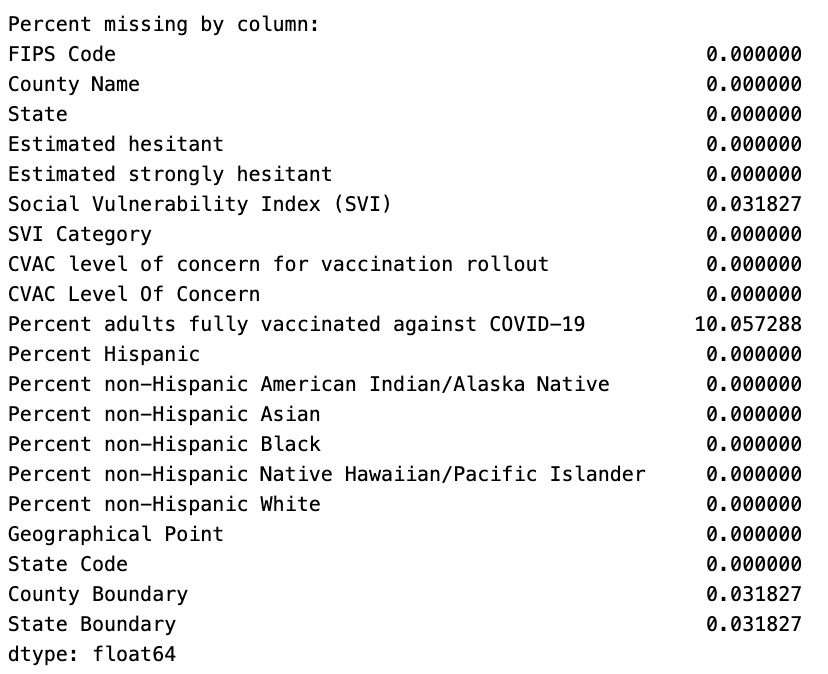 Percent missing by column:
FIPS Code 0.000000
County Name 0.000000
State 0.000000
Estimated hesitant 0.000000
Estimated strongly hesitant 0.000000
Social Vulnerability Index (SVI) 0.031827
SVI Category 0.000000
CVAC level of concern for vaccination rollout 0.000000
CVAC Level Of Concern 0.000000
Percent adults fully vaccinated against COVID-19 10.057288
Percent Hispanic 0.000000
Percent non-Hispanic American Indian/Alaska Native 0.000000
Percent non-Hispanic Asian 0.000000
Percent non-Hispanic Black 0.000000
Percent non-Hispanic Native Hawaiian/Pacific Islander 0.000000
Percent non-Hispanic White 0.000000
Geographical Point 0.000000
State Code 0.000000
County Boundary 0.031827
State Boundary 0.031827
dtype: float64